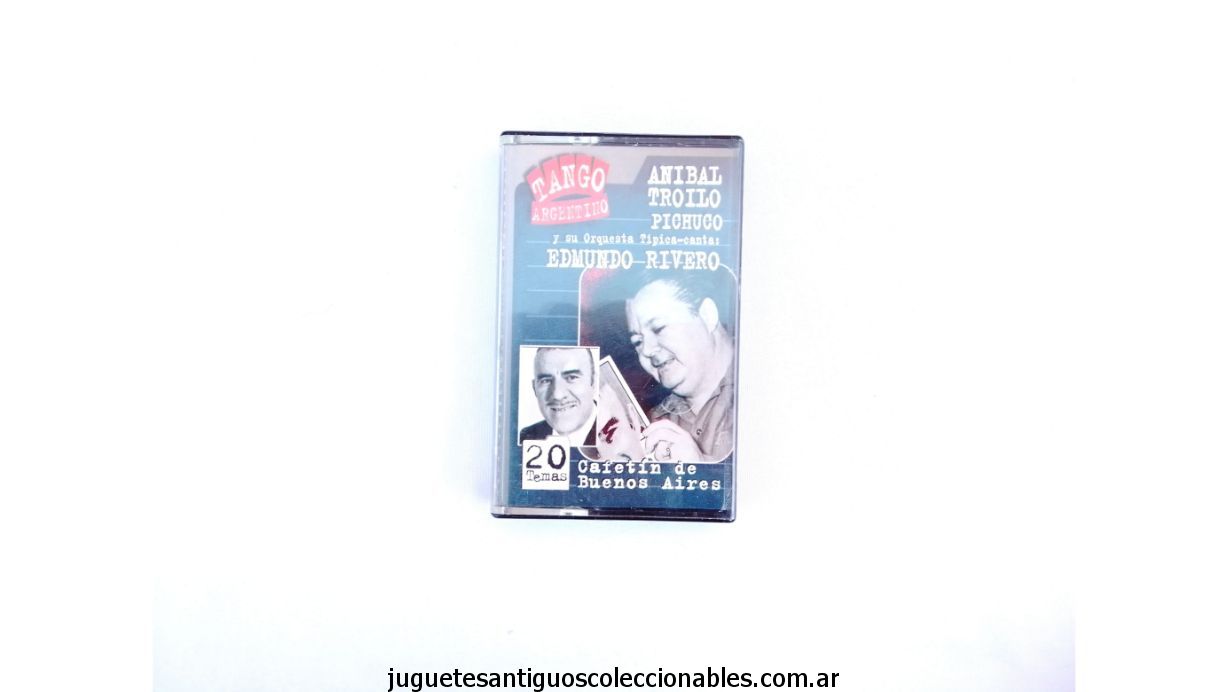 TANGO
ARGENTINO
ANIBAL
TROILO
PICHUCO
y su Orquesta Típica-canta:
EDMUNDO RIVERO
20
Temas
Cafetín de
Buenos Aires
juguetesantiguoscoleccionables.com.ar